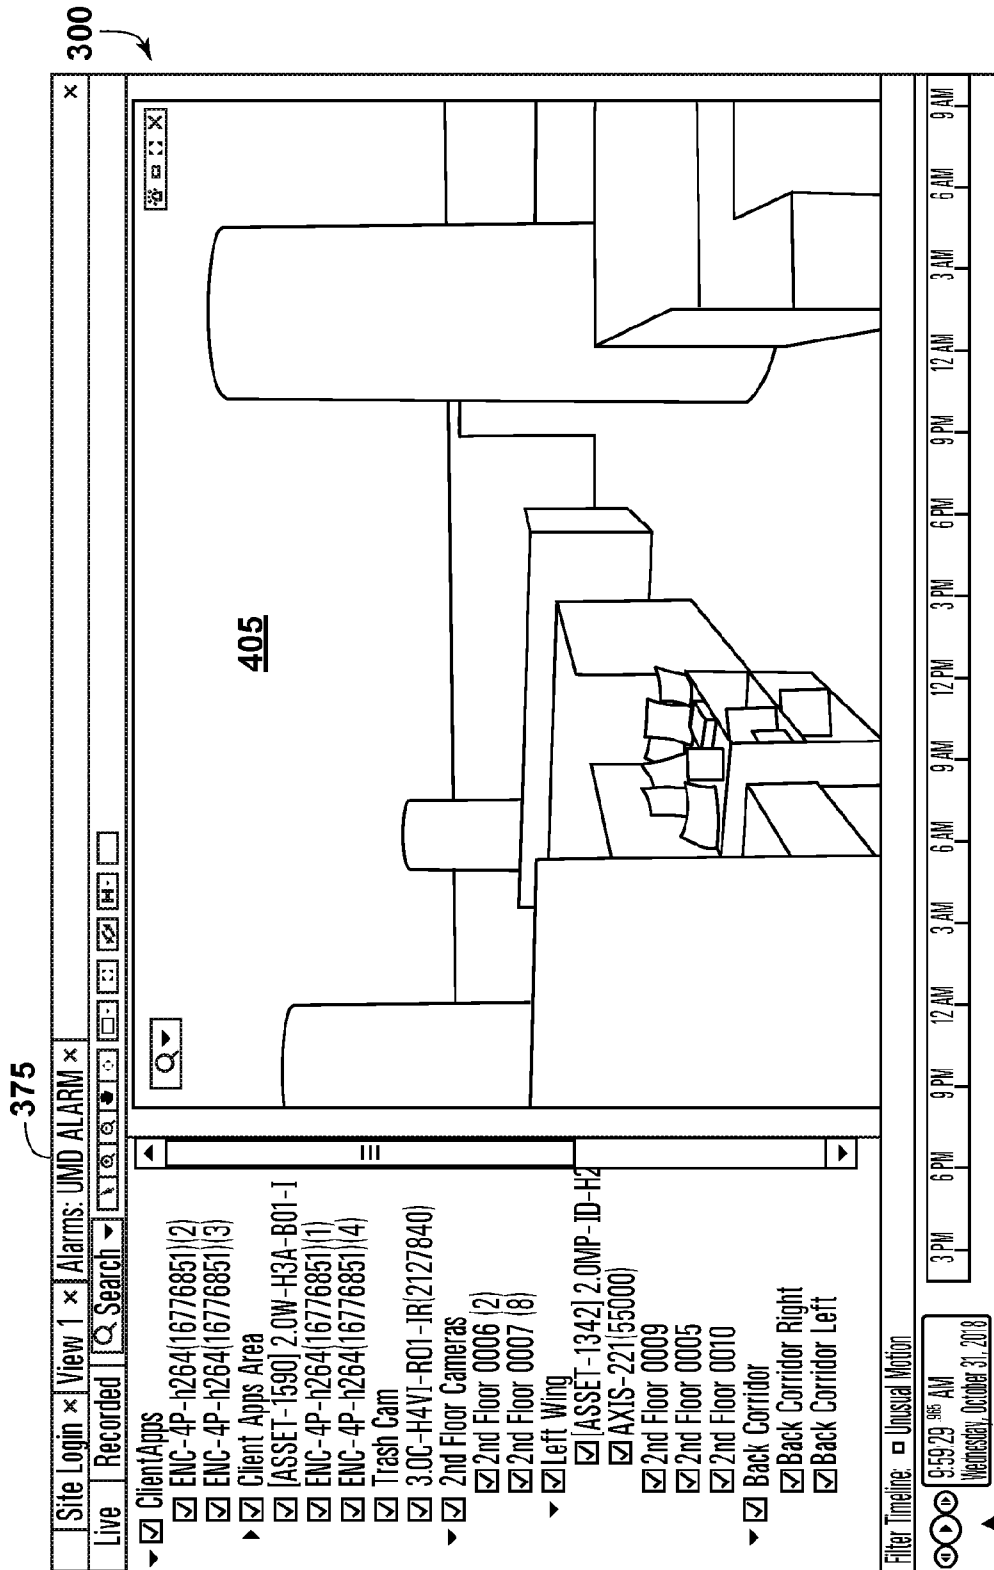 300
375
Site Login × View 1 × Alarms: UMD ALARM × ×
Live Recorded Search
ClientApps
ENC-4P-h264(16776851)(2)
ENC-4P-h264(16776851)(3)
Client Apps Area
[ASSET-1590] 2.0W-H3A-B01-I
ENC-4P-h264(16776851)(1)
ENC-4P-h264(16776851)(4)
Trash Cam
3.0C-H4VI-R01-IR(2127840)
2nd Floor Cameras
2nd Floor 0006 (2)
2nd Floor 0007 (8)
Left Wing
[ASSET-1342] 2.0MP-ID-H2
AXIS-221(55000)
2nd Floor 0009
2nd Floor 0005
2nd Floor 0010
Back Corridor
Back Corridor Right
Back Corridor Left
405
Filter Timeline: Unusual Motion
9:59:29 .985 AM
Wednesday, October 31, 2018
3 PM 6 PM 9 PM 12 AM 3 AM 6 AM 9 AM 12 PM 3 PM 6 PM 9 PM 12 AM 3 AM 6 AM 9 AM